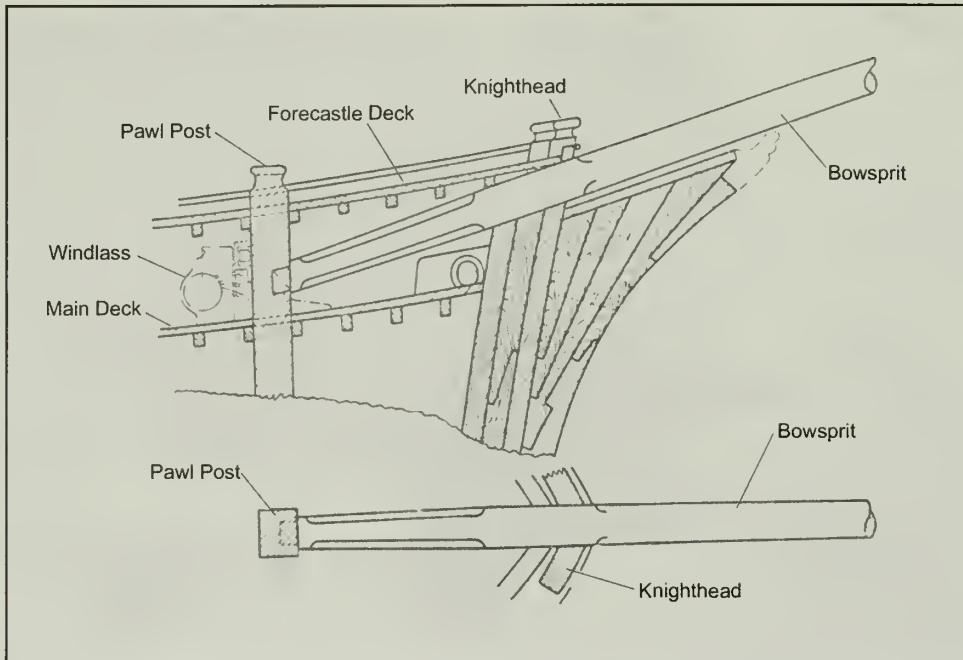 Knighthead
Forecastle Deck
Pawl Post
Bowsprit
Windlass
Main Deck
Bowsprit
Pawl Post
Knighthead